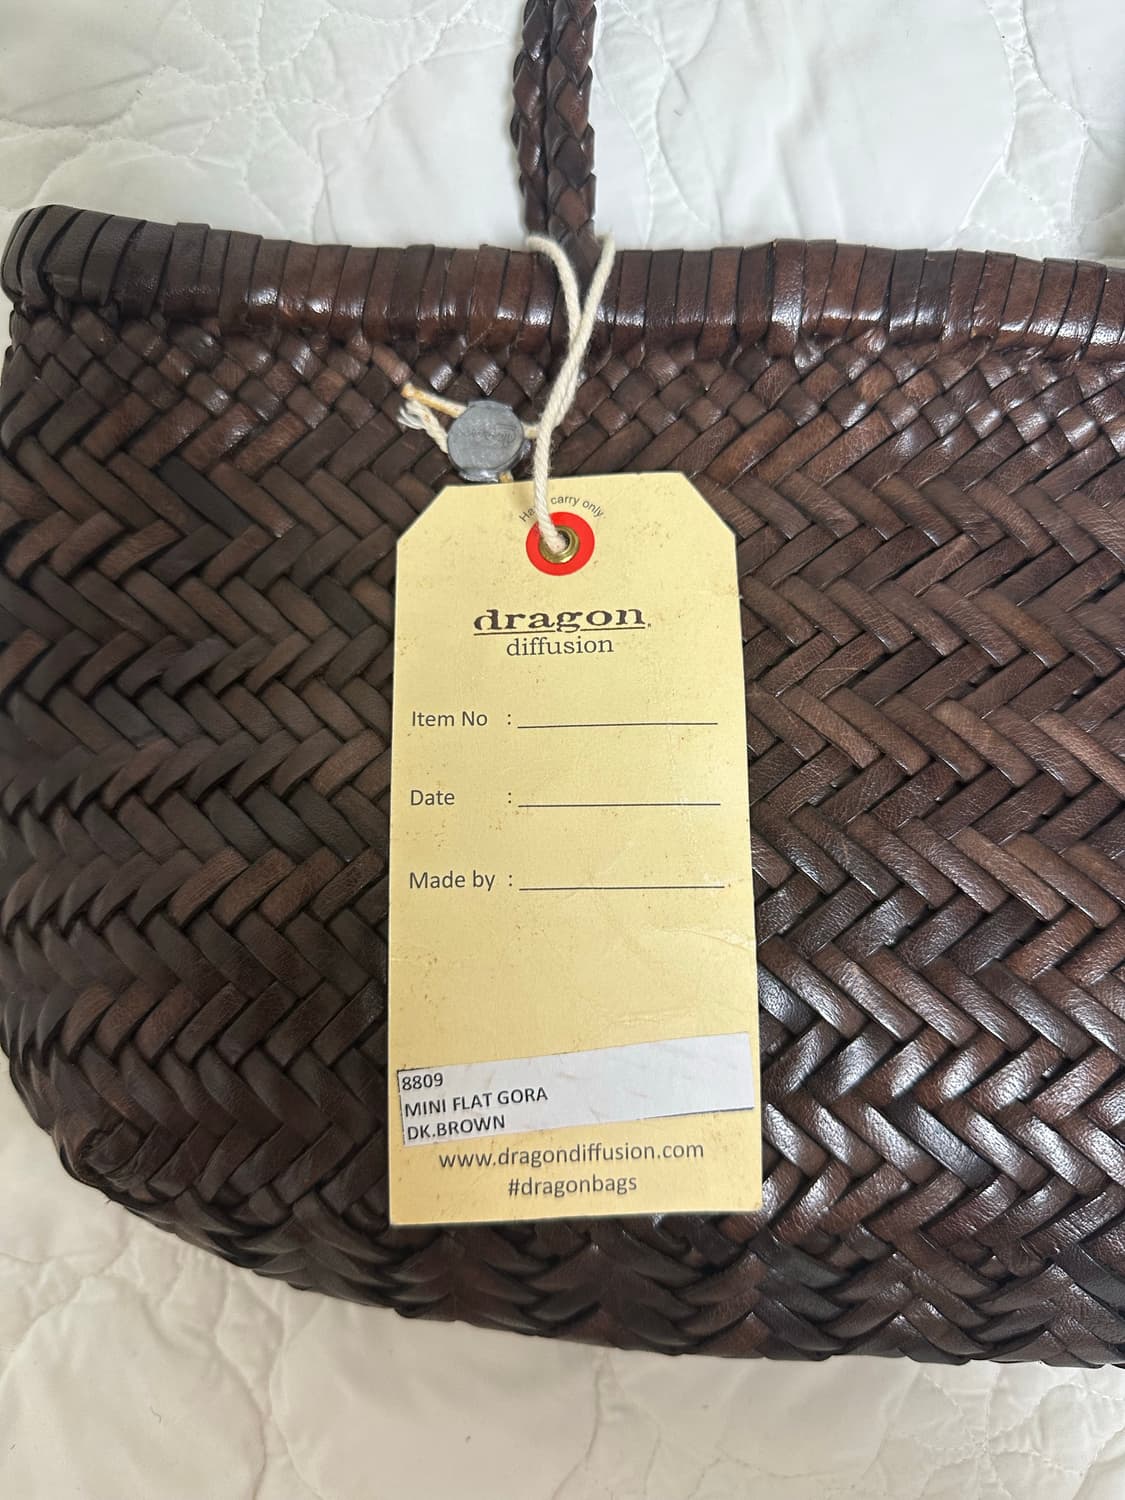 carry only
dragon
diffusion
Item No :
Date :
Made by :
8809
MINI FLAT GORA
DK.BROWN
www.dragondiffusion.com
#dragonbags